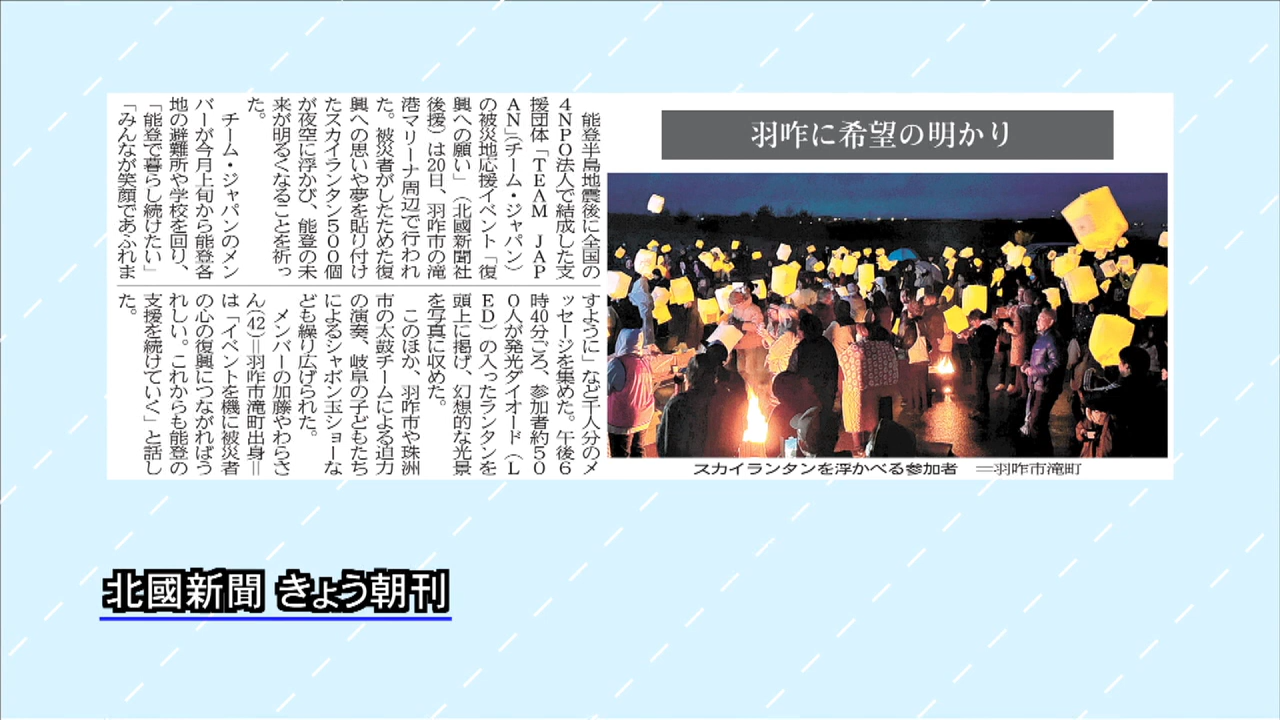 羽咋に希望の明かり
能登半島地震後に全国の
4NPO法人で結成した支
援団体「TEAM JAP
AN」(チーム・ジャパン)
の被災地応援イベント「復
興への願い」(北國新聞社
後援)は20日、羽咋市の滝
港マリーナ周辺で行われ
た。被災者がしたためた復
興への思いや夢を貼り付け
たスカイランタン500個
が夜空に浮かび、能登の未
来が明るくなることを祈っ
た。
チーム・ジャパンのメン
バーが今月上旬から能登各
地の避難所や学校を回り、
「能登で暮らし続けたい」
「みんなが笑顔であふれま
すように」など千人分のメ
ッセージを集めた。午後6
時40分ごろ、参加者約50
0人が発光ダイオード(L
ED)の入ったランタンを
頭上に掲げ、幻想的な光景
を写真に収めた。
このほか、羽咋市や珠洲
市の太鼓チームによる迫力
の演奏、岐阜の子どもたち
によるシャボン玉ショーな
ども繰り広げられた。
メンバーの加藤やわらさ
ん(42)=羽咋市滝町出身=
は「イベントを機に被災者
の心の復興につながればう
れしい。これからも能登の
支援を続けていく」と話し
た。
スカイランタンを浮かべる参加者 =羽咋市滝町
北國新聞 きょう朝刊